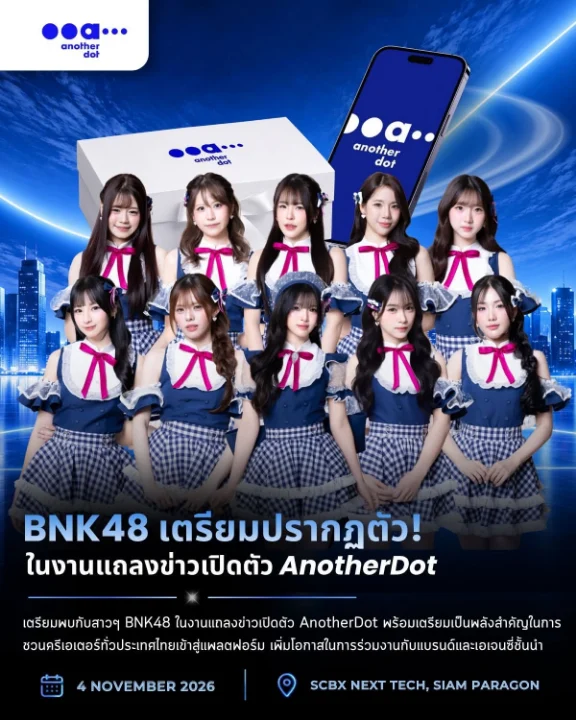 another
dot
another
dot
another
dot
BNK48 เตรียมปรากฏตัว!
ในงานแถลงข่าวเปิดตัว AnotherDot
เตรียมพบกับสาวๆ BNK48 ในงานแถลงข่าวเปิดตัว AnotherDot พร้อมเตรียมเป็นพลังสำคัญในการ
ชวนครีเอเตอร์ทั่วประเทศไทยเข้าสู่แพลตฟอร์ม เพิ่มโอกาสในการร่วมงานกับแบรนด์และเอเจนซี่ชั้นนำ
4 NOVEMBER 2026
SCBX NEXT TECH, SIAM PARAGON